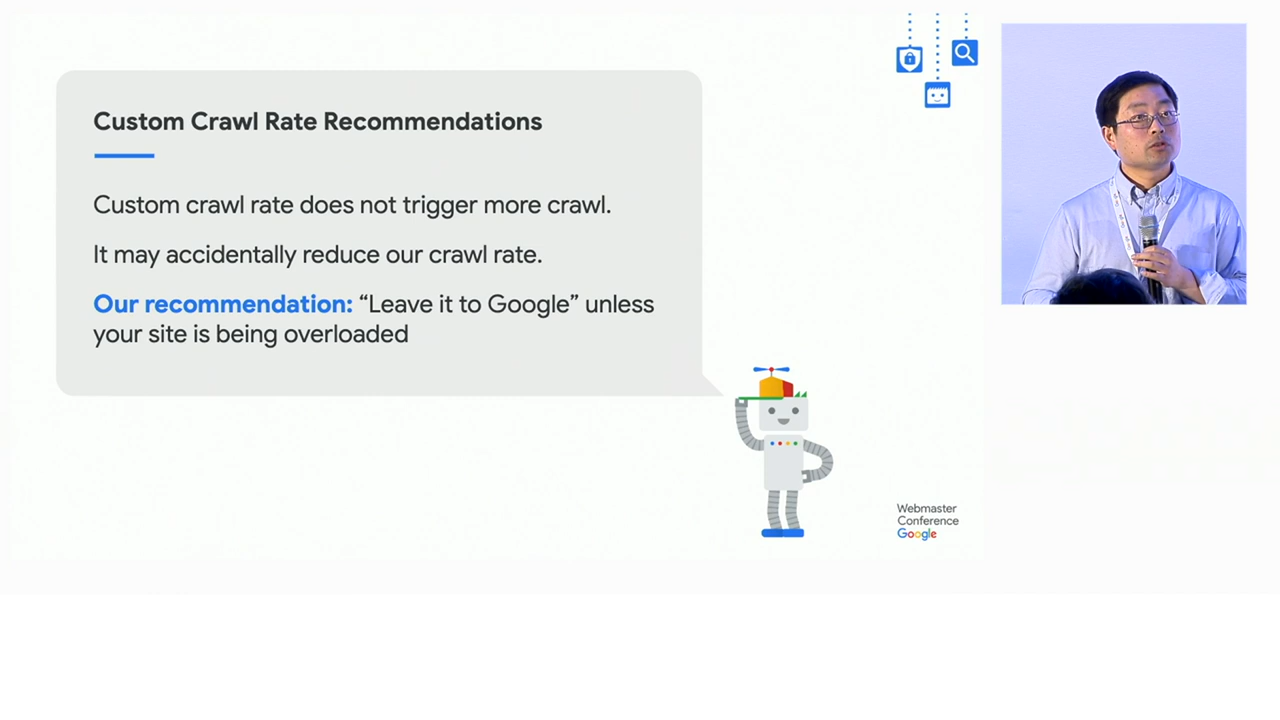 Custom Crawl Rate Recommendations
Custom crawl rate does not trigger more crawl.
It may accidentally reduce our crawl rate.
Our recommendation: “Leave it to Google” unless
your site is being overloaded
Webmaster
Conference
Google